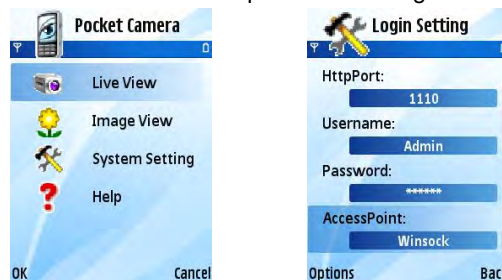 Pocket Camera
Live View
Image View
System Setting
Help
OK Cancel
Login Setting
HttpPort:
1110
Username:
Admin
Password:
******
AccessPoint:
Winsock
Options Bac